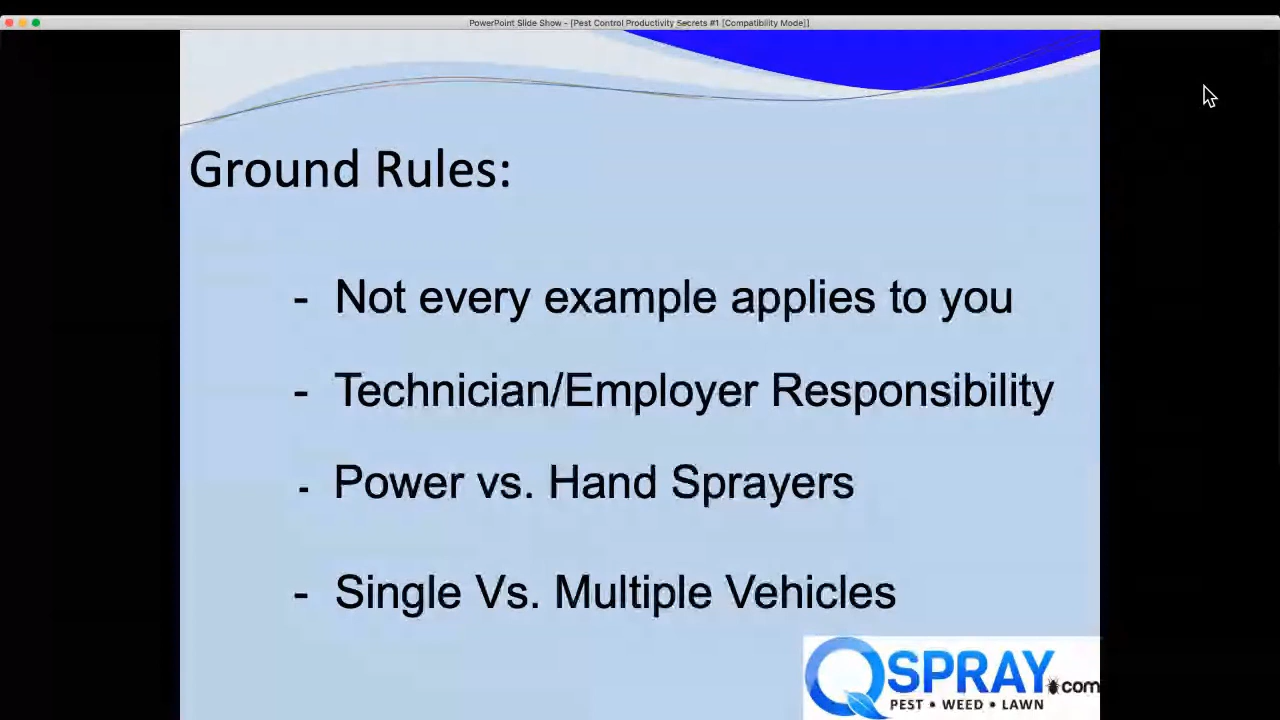 PowerPoint Slide Show - [Pest Control Productivity Secrets #1 [Compatibility Mode]]
Ground Rules:
- Not every example applies to you
- Technician/Employer Responsibility
- Power vs. Hand Sprayers
- Single Vs. Multiple Vehicles
QSPRAY.com
PEST • WEED • LAWN